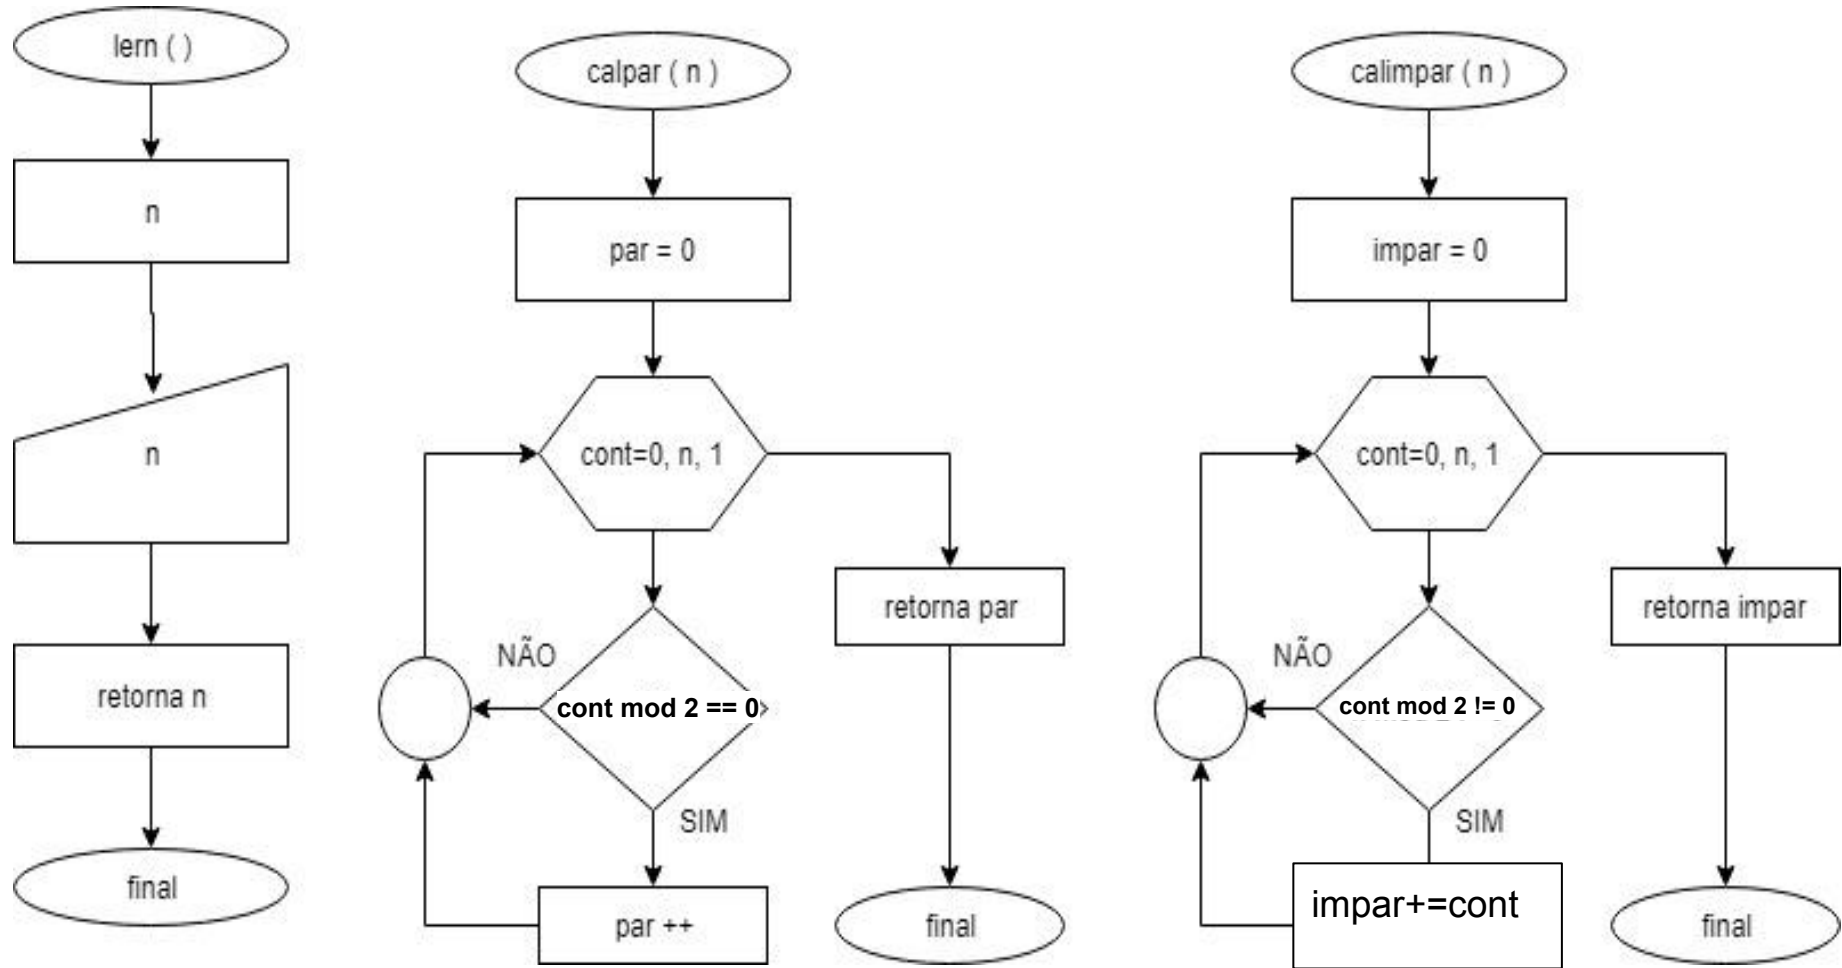 lern ( )
n
n
retorna n
final
calpar ( n )
par = 0
cont=0, n, 1
retorna par
NÃO
cont mod 2 == 0
SIM
par ++
final
calimpar ( n )
impar = 0
cont=0, n, 1
retorna impar
NÃO
cont mod 2 != 0
SIM
impar+=cont
final